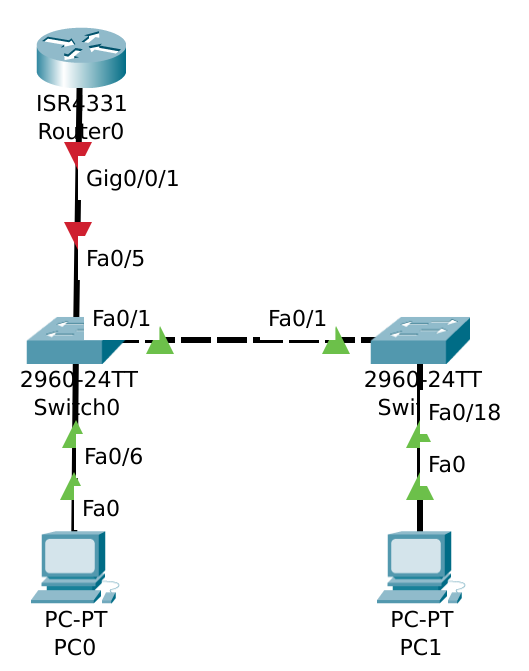 ISR4331
Router0
Gig0/0/1
Fa0/5
Fa0/1
Fa0/1
2960-24TT
Switch0
2960-24TT
Swit
Fa0/18
Fa0/6
Fa0
Fa0
PC-PT
PC0
PC-PT
PC1